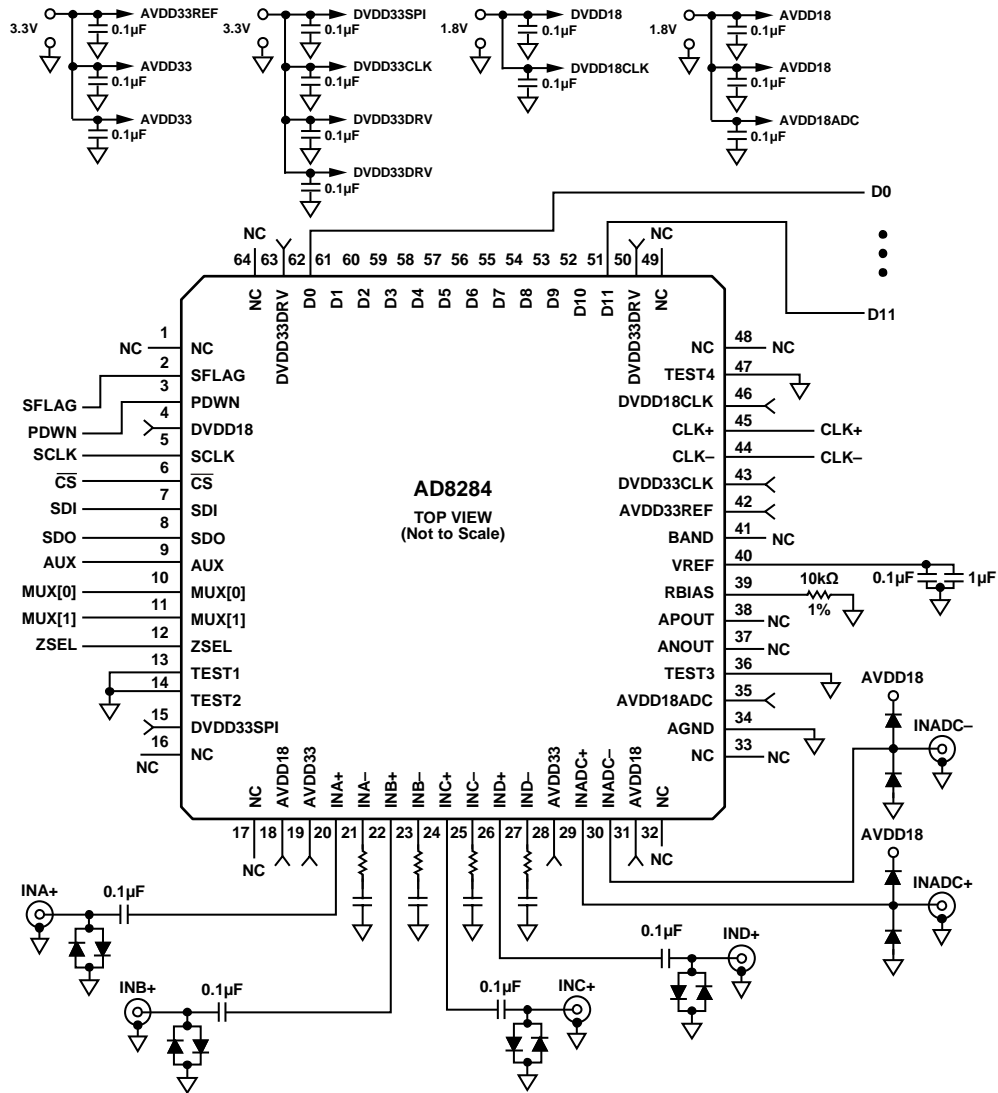 3.3V
AVDD33REF
0.1µF
AVDD33
0.1µF
AVDD33
0.1µF
3.3V
DVDD33SPI
0.1µF
DVDD33CLK
0.1µF
DVDD33DRV
0.1µF
DVDD33DRV
0.1µF
1.8V
DVDD18
0.1µF
DVDD18CLK
0.1µF
1.8V
AVDD18
0.1µF
AVDD18
0.1µF
AVDD18ADC
0.1µF
D0
D11
NC
NC
64 63 62 61 60 59 58 57 56 55 54 53 52 51 50 49
NC
DVDD33DRV
D0
D1
D2
D3
D4
D5
D6
D7
D8
D9
D10
D11
DVDD33DRV
NC
NC 1 NC
2 SFLAG
3 PDWN
4 DVDD18
5 SCLK
6 CS
7 SDI
8 SDO
9 AUX
10 MUX[0]
11 MUX[1]
12 ZSEL
13 TEST1
14 TEST2
15 DVDD33SPI
16 NC
NC
SFLAG
PDWN
SCLK
CS
SDI
SDO
AUX
MUX[0]
MUX[1]
ZSEL
AD8284
TOP VIEW
(Not to Scale)
NC 48 NC
TEST4 47
DVDD18CLK 46
CLK+ 45 CLK+
CLK– 44 CLK–
DVDD33CLK 43
AVDD33REF 42
BAND 41 NC
VREF 40
0.1µF 1µF
RBIAS 39
10kΩ
1%
APOUT 38 NC
ANOUT 37 NC
TEST3 36
AVDD18ADC 35
AGND 34
NC 33 NC
NC
AVDD18
AVDD33
INA+
INA–
INB+
INB–
INC+
INC–
IND+
IND–
AVDD33
INADC+
INADC–
AVDD18
NC
17 18 19 20 21 22 23 24 25 26 27 28 29 30 31 32
NC
NC
AVDD18
INADC–
AVDD18
INADC+
INA+
0.1µF
INB+
0.1µF
0.1µF
INC+
0.1µF
IND+